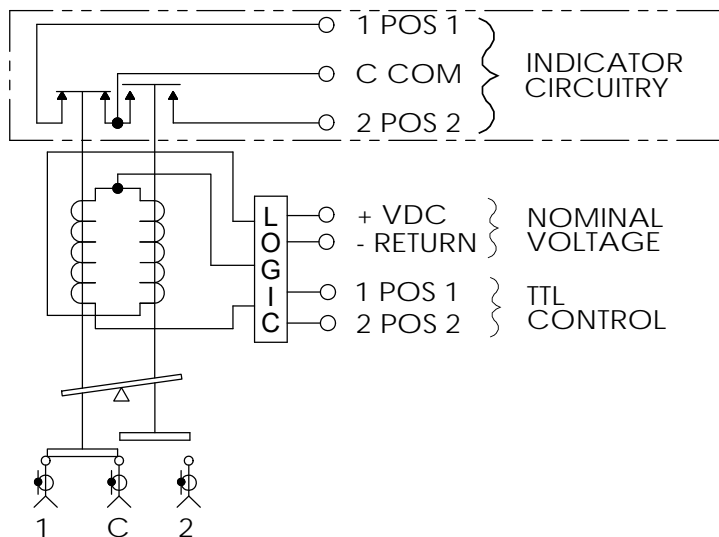 1 POS 1
C COM
2 POS 2
INDICATOR
CIRCUITRY
LOGIC
+ VDC
- RETURN
NOMINAL
VOLTAGE
1 POS 1
2 POS 2
TTL
CONTROL
1 C 2